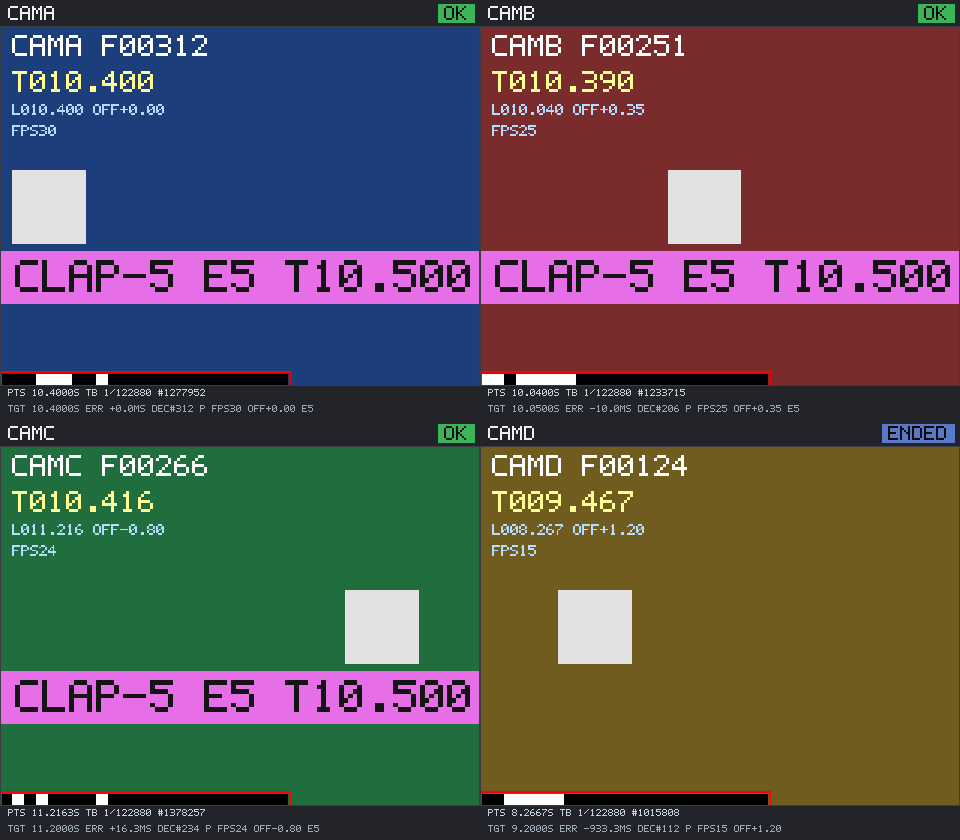 CAMA
OK
CAMA F00312
T010.400
L010.400 OFF+0.00
FPS30
CLAP-5 E5 T10.500
PTS 10.4000S TB 1/122880 #1277952
TGT 10.4000S ERR +0.0MS DEC#312 P FPS30 OFF+0.00 E5
CAMB
OK
CAMB F00251
T010.390
L010.040 OFF+0.35
FPS25
CLAP-5 E5 T10.500
PTS 10.0400S TB 1/122880 #1233715
TGT 10.0500S ERR -10.0MS DEC#206 P FPS25 OFF+0.35 E5
CAMC
OK
CAMC F00266
T010.416
L011.216 OFF-0.80
FPS24
CLAP-5 E5 T10.500
PTS 11.2163S TB 1/122880 #1378257
TGT 11.2000S ERR +16.3MS DEC#234 P FPS24 OFF-0.80 E5
CAMD
ENDED
CAMD F00124
T009.467
L008.267 OFF+1.20
FPS15
PTS 8.2667S TB 1/122880 #1015808
TGT 9.2000S ERR -933.3MS DEC#112 P FPS15 OFF+1.20